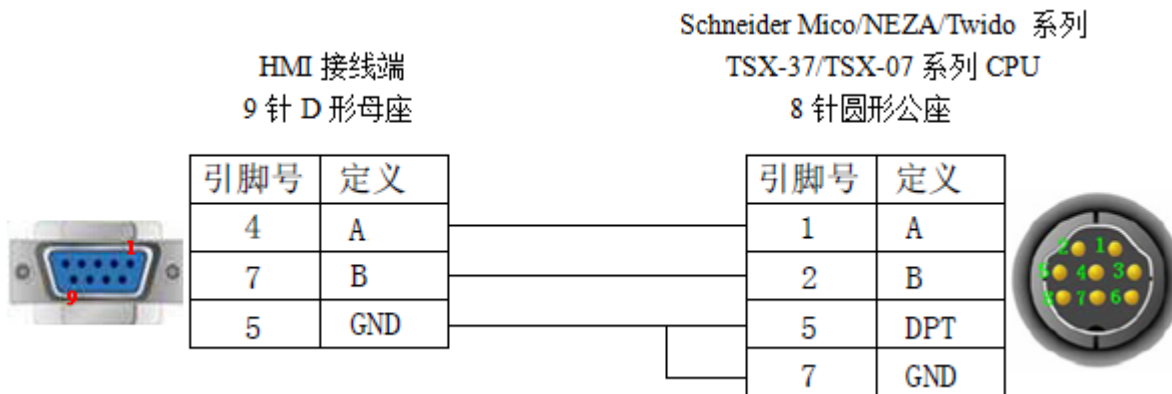 Schneider Mico/NEZA/Twido 系列
HMI 接线端
TSX-37/TSX-07 系列 CPU
9 针 D 形母座
8 针圆形公座
引脚号 定义
4 A
7 B
5 GND
引脚号 定义
1 A
2 B
5 DPT
7 GND
1
9
2 1
5 4 3
8 7 6